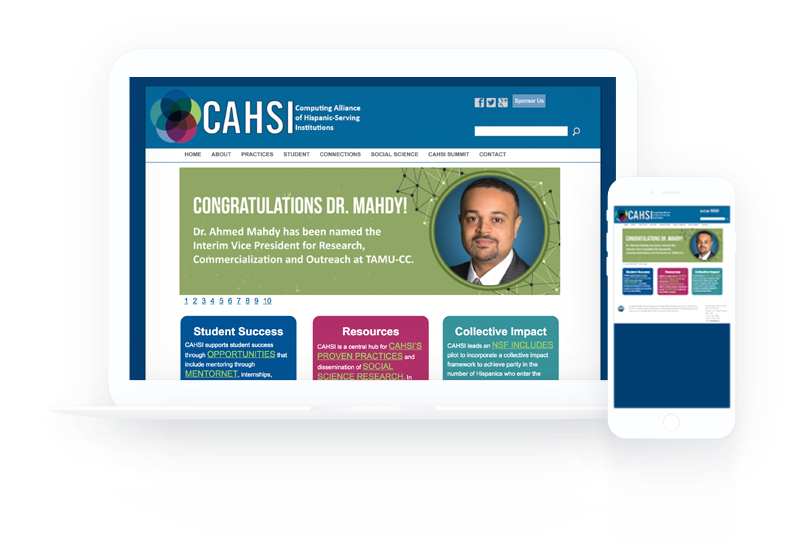 CAHSI
Computing Alliance
of Hispanic-Serving
Institutions
Sponsor Us
HOME ABOUT PRACTICES STUDENT CONNECTIONS SOCIAL SCIENCE CAHSI SUMMIT CONTACT
CONGRATULATIONS DR. MAHDY!
Dr. Ahmed Mahdy has been named the
Interim Vice President for Research,
Commercialization and Outreach at TAMU-CC.
1 2 3 4 5 6 7 8 9 10
Student Success
CAHSI supports student success
through OPPORTUNITIES that
include mentoring through
MENTORNET, internships,
Resources
CAHSI is a central hub for CAHSI'S
PROVEN PRACTICES and
dissemination of SOCIAL
SCIENCE RESEARCH. In
Collective Impact
CAHSI leads an NSF INCLUDES
pilot to incorporate a collective impact
framework to achieve parity in the
number of Hispanics who enter the
CAHSI
CONGRATULATIONS DR. MAHDY!
Student Success
Resources
Collective Impact